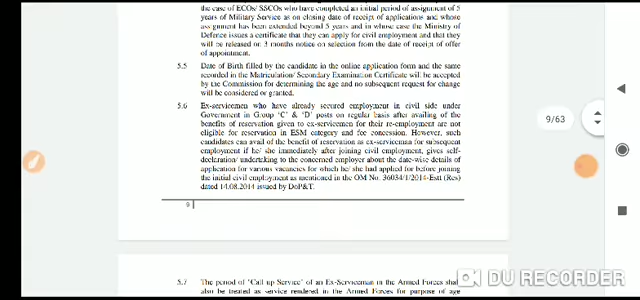 the case of ECOs/ SSCOs who have completed an initial period of assignment of 5
years of Military Service as on closing date of receipt of applications and whose
assignment has been extended beyond 5 years and in whose case the Ministry of
Defence issues a certificate that they can apply for civil employment and that they
will be released on 3 months notice on selection from the date of receipt of offer
of appointment.
5.5 Date of Birth filled by the candidate in the online application form and the same
recorded in the Matriculation/ Secondary Examination Certificate will be accepted
by the Commission for determining the age and no subsequent request for change
will be considered or granted.
5.6 Ex-servicemen who have already secured employment in civil side under
Government in Group ‘C’ & ‘D’ posts on regular basis after availing of the
benefits of reservation given to ex-servicemen for their re-employment are not
eligible for reservation in ESM category and fee concession. However, such
candidates can avail of the benefit of reservation as ex-serviceman for subsequent
employment if he/ she immediately after joining civil employment, gives self-
declaration/ undertaking to the concerned employer about the date-wise details of
application for various vacancies for which he/she had applied for before joining
the initial civil employment as mentioned in the OM No. 36034/1/2014-Estt (Res)
dated 14.08.2014 issued by DoP&T.
9/63
9
5.7 The period of ‘Call up Service’ of an Ex-Serviceman in the Armed Forces shall
also be treated as service rendered in the Armed Forces for purpose of age
DU RECORDER